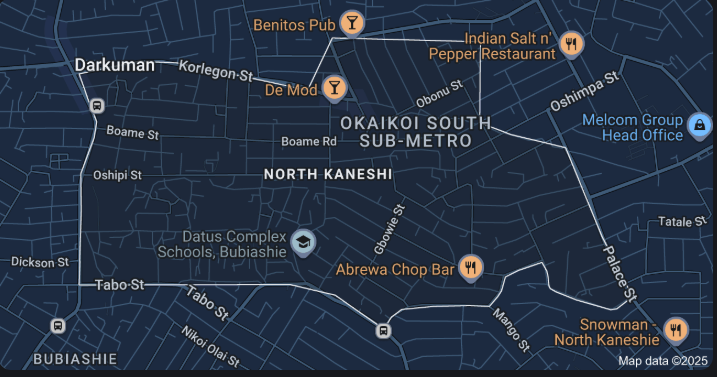 Benitos Pub
Indian Salt n'
Pepper Restaurant
Darkuman
Korlegon St
De Mod
Obonu St
Oshimpa St
OKAIKOI SOUTH
SUB-METRO
Melcom Group
Head Office
Boame St
Boame Rd
Oshipi St
NORTH KANESHI
Gbowie St
Tatale St
Datus Complex
Schools, Bubiashie
Dickson St
Abrewa Chop Bar
Palace St
Tabo St
Tabo St
Mango St
Nikoi Olai St
Snowman -
North Kaneshie
BUBIASHIE
Map data ©2025